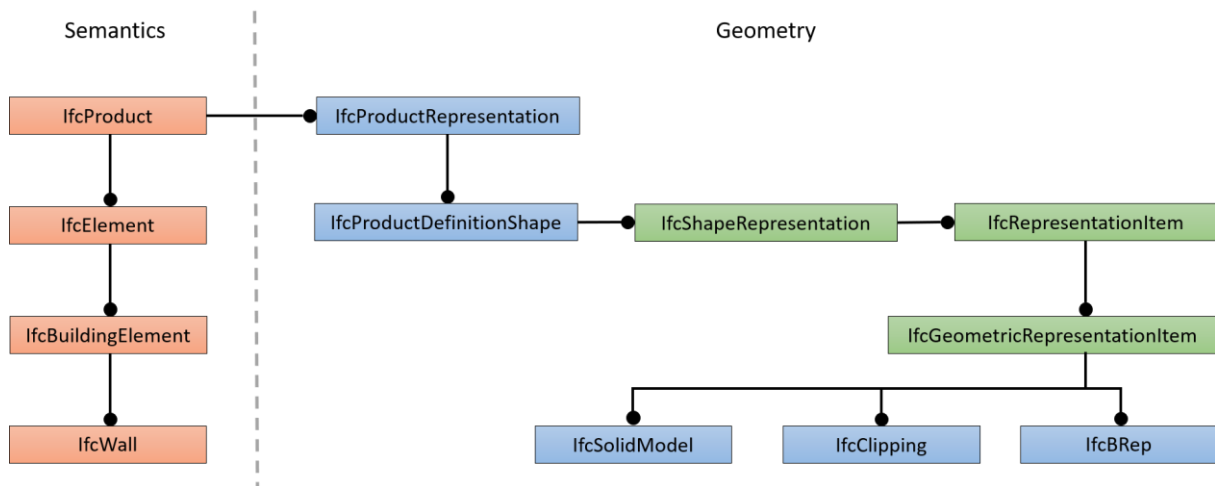 Semantics
Geometry
IfcProduct
IfcProductRepresentation
IfcElement
IfcProductDefinitionShape
IfcShapeRepresentation
IfcRepresentationItem
IfcBuildingElement
IfcGeometricRepresentationItem
IfcWall
IfcSolidModel
IfcClipping
IfcBRep